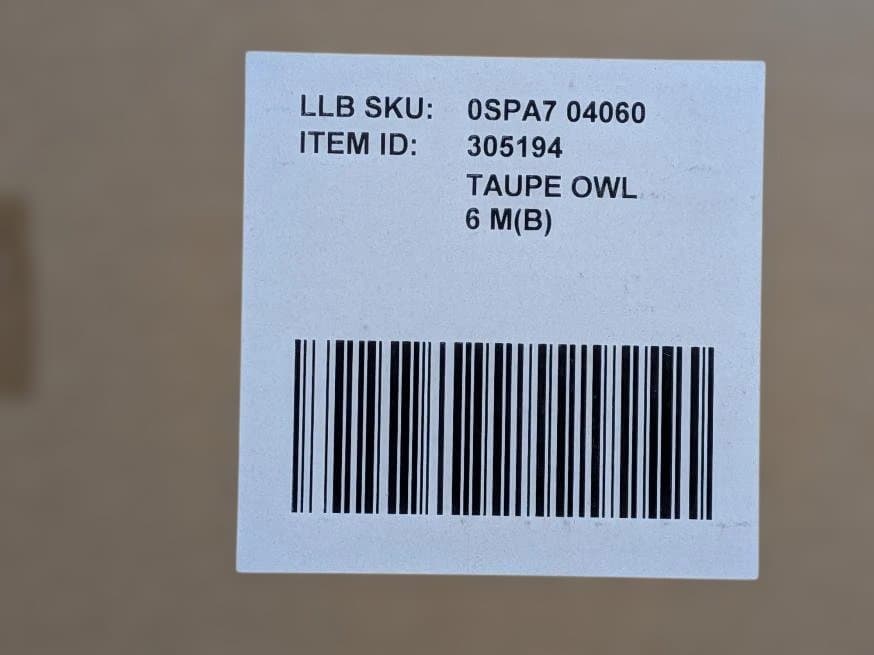 LLB SKU: 0SPA7 04060
ITEM ID: 305194
TAUPE OWL
6 M(B)